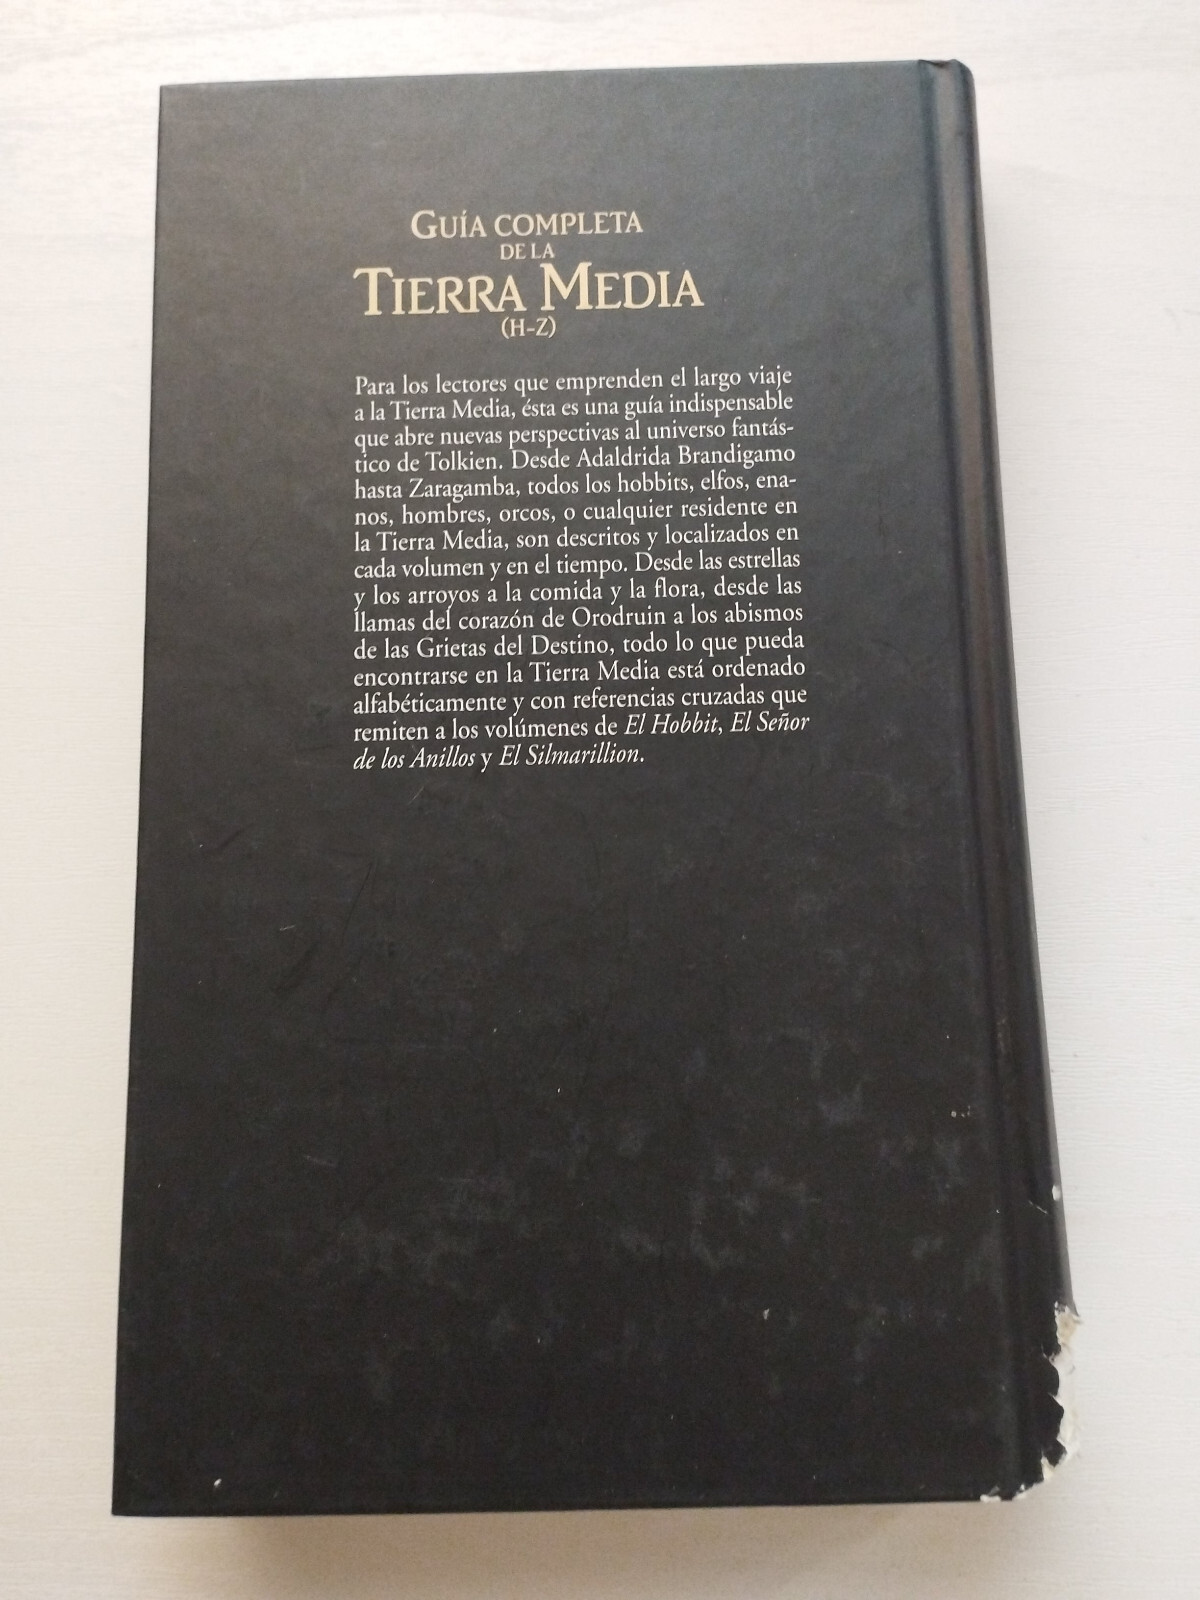 GUÍA COMPLETA
DE LA
TIERRA MEDIA
(H-Z)
Para los lectores que emprenden el largo viaje
a la Tierra Media, ésta es una guía indispensable
que abre nuevas perspectivas al universo fantás-
tico de Tolkien. Desde Adaldrida Brandigamo
hasta Zaragamba, todos los hobbits, elfos, ena-
nos, hombres, orcos, o cualquier residente en
la Tierra Media, son descritos y localizados en
cada volumen y en el tiempo. Desde las estrellas
y los arroyos a la comida y la flora, desde las
llamas del corazón de Orodruin a los abismos
de las Grietas del Destino, todo lo que pueda
encontrarse en la Tierra Media está ordenado
alfabéticamente y con referencias cruzadas que
remiten a los volúmenes de El Hobbit, El Señor
de los Anillos y El Silmarillion.